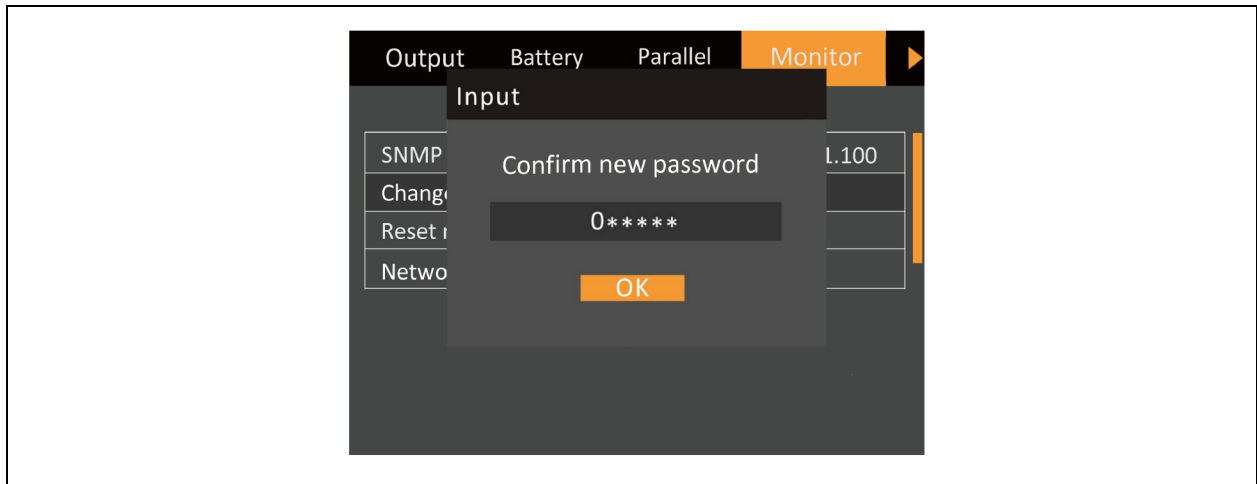 Output Battery Parallel Monitor
Input
SNMP 1.100
Confirm new password
Change
0*****
Reset r
Netwo
OK